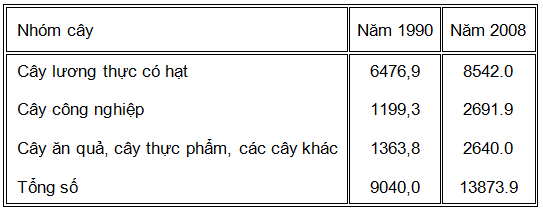 Nhóm cây Năm 1990 Năm 2008
Cây lương thực có hạt 6476,9 8542.0
Cây công nghiệp 1199,3 2691.9
Cây ăn quả, cây thực phẩm, các cây khác 1363,8 2640.0
Tổng số 9040,0 13873.9